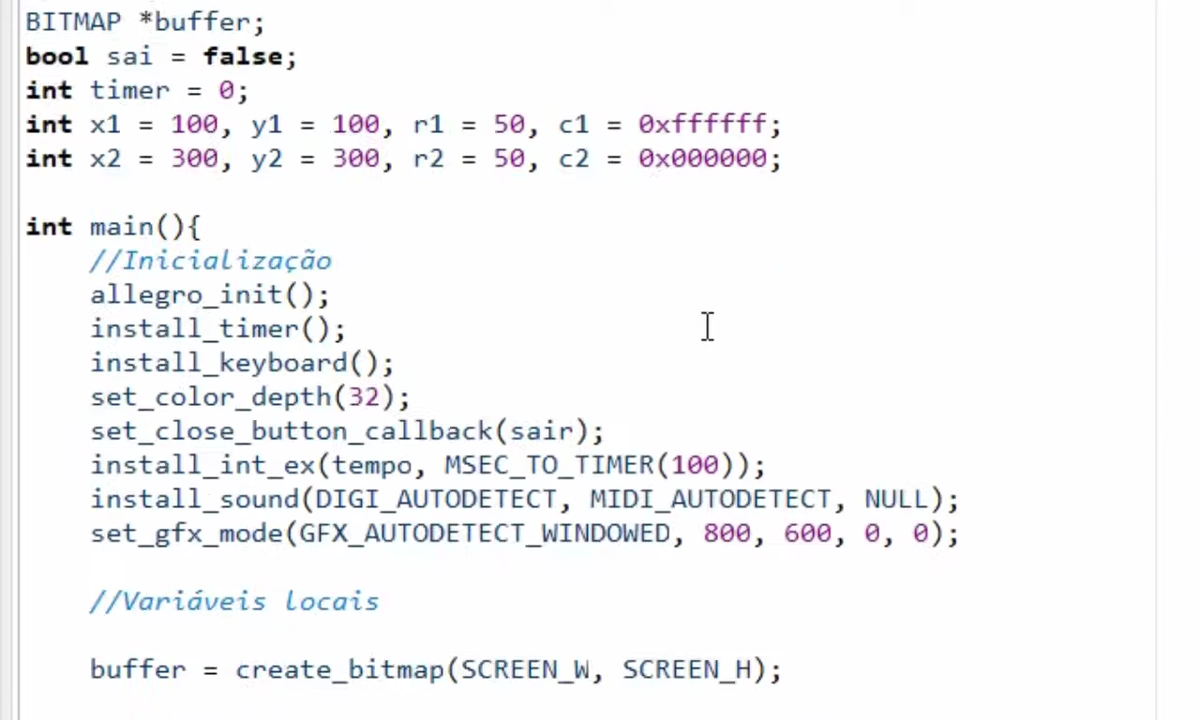 BITMAP *buffer;
bool sai = false;
int timer = 0;
int x1 = 100, y1 = 100, r1 = 50, c1 = 0xffffff;
int x2 = 300, y2 = 300, r2 = 50, c2 = 0x000000;
int main(){
//Inicialização
allegro_init();
install_timer();
install_keyboard();
set_color_depth(32);
set_close_button_callback(sair);
install_int_ex(tempo, MSEC_TO_TIMER(100));
install_sound(DIGI_AUTODETECT, MIDI_AUTODETECT, NULL);
set_gfx_mode(GFX_AUTODETECT_WINDOWED, 800, 600, 0, 0);
//Variáveis locais
buffer = create_bitmap(SCREEN_W, SCREEN_H);